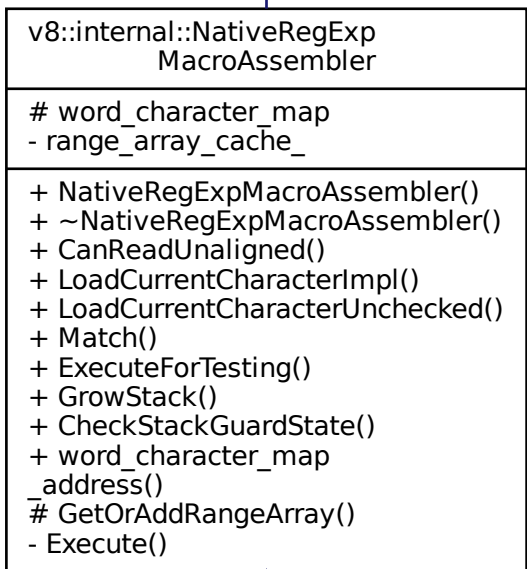 v8::internal::NativeRegExp
MacroAssembler
# word_character_map
- range_array_cache_
+ NativeRegExpMacroAssembler()
+ ~NativeRegExpMacroAssembler()
+ CanReadUnaligned()
+ LoadCurrentCharacterImpl()
+ LoadCurrentCharacterUnchecked()
+ Match()
+ ExecuteForTesting()
+ GrowStack()
+ CheckStackGuardState()
+ word_character_map
_address()
# GetOrAddRangeArray()
- Execute()